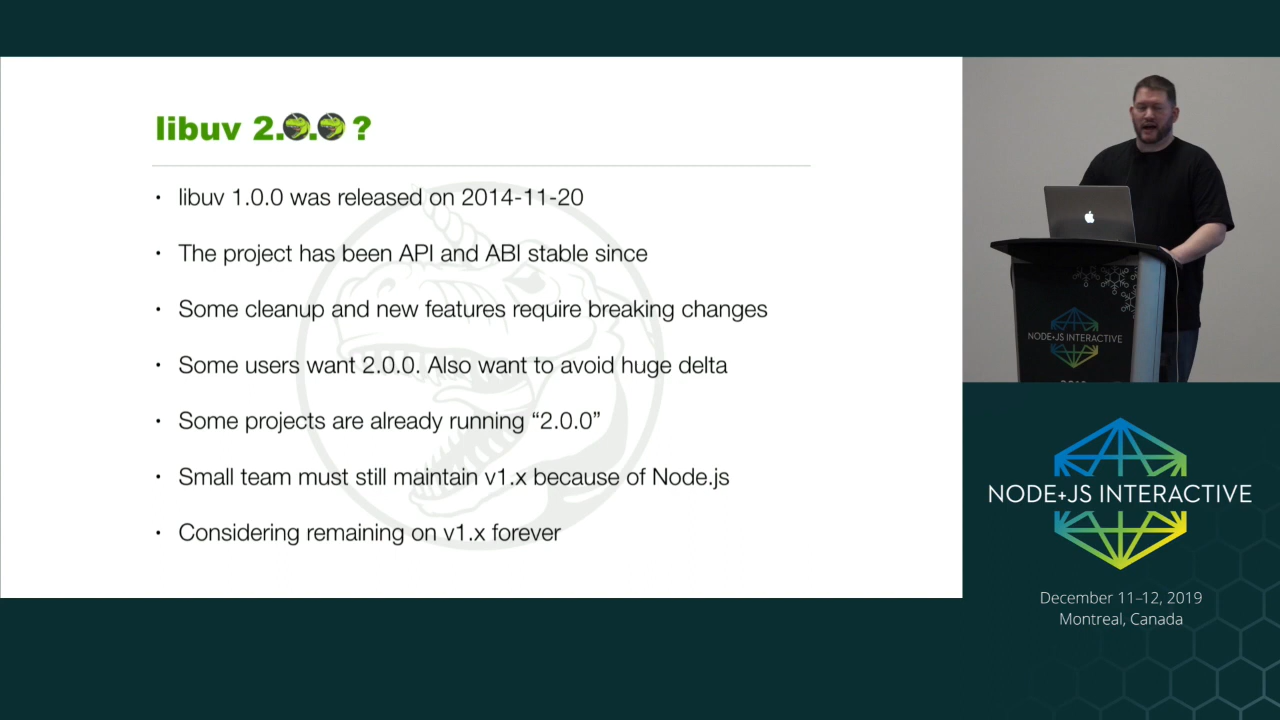 libuv 2.0.0 ?
• libuv 1.0.0 was released on 2014-11-20
• The project has been API and ABI stable since
• Some cleanup and new features require breaking changes
• Some users want 2.0.0. Also want to avoid huge delta
• Some projects are already running “2.0.0”
• Small team must still maintain v1.x because of Node.js
• Considering remaining on v1.x forever
NODE+JS INTERACTIVE
NODE+JS INTERACTIVE
December 11–12, 2019
Montreal, Canada